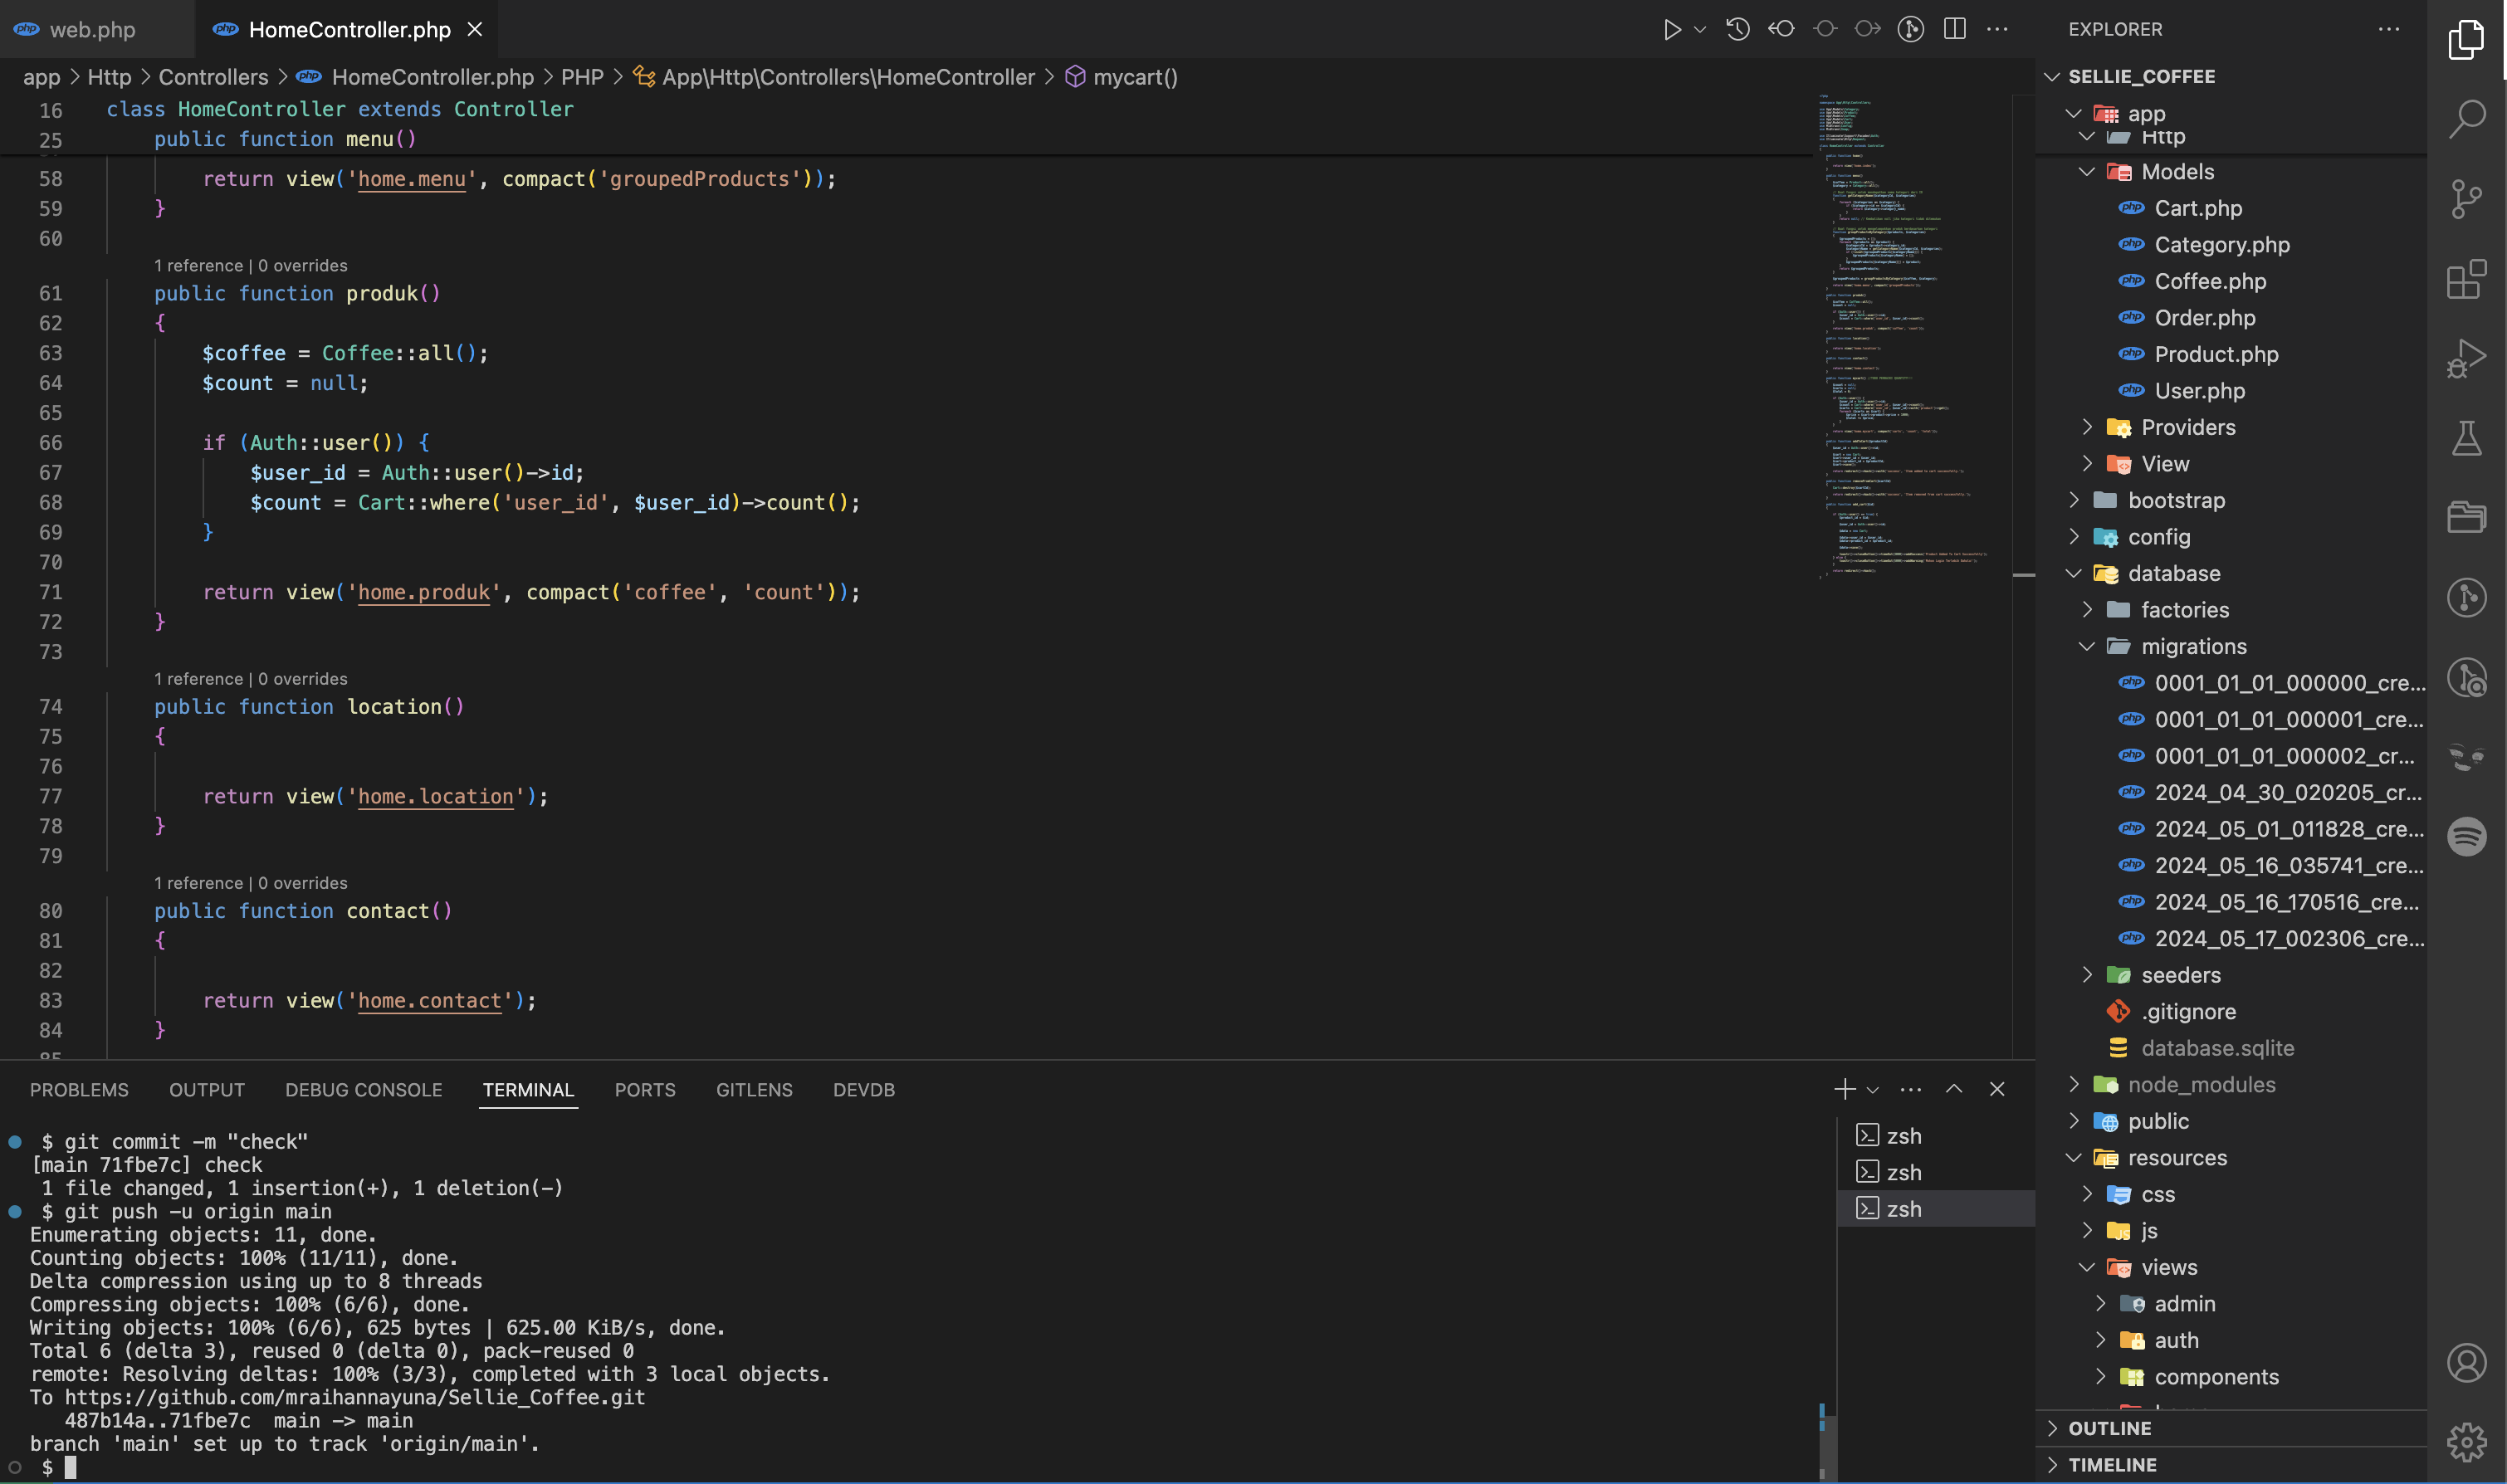 web.php
HomeController.php
app > Http > Controllers > HomeController.php > PHP > App\Http\Controllers\HomeController > mycart()
16 class HomeController extends Controller
25 public function menu()
58 return view('home.menu', compact('groupedProducts'));
59 }
60
1 reference | 0 overrides
61 public function produk()
62 {
63 $coffee = Coffee::all();
64 $count = null;
65
66 if (Auth::user()) {
67 $user_id = Auth::user()->id;
68 $count = Cart::where('user_id', $user_id)->count();
69 }
70
71 return view('home.produk', compact('coffee', 'count'));
72 }
73
1 reference | 0 overrides
74 public function location()
75 {
76
77 return view('home.location');
78 }
79
1 reference | 0 overrides
80 public function contact()
81 {
82
83 return view('home.contact');
84 }
85
PROBLEMS OUTPUT DEBUG CONSOLE TERMINAL PORTS GITLENS DEVDB
$ git commit -m "check"
[main 71fbe7c] check
1 file changed, 1 insertion(+), 1 deletion(-)
$ git push -u origin main
Enumerating objects: 11, done.
Counting objects: 100% (11/11), done.
Delta compression using up to 8 threads
Compressing objects: 100% (6/6), done.
Writing objects: 100% (6/6), 625 bytes | 625.00 KiB/s, done.
Total 6 (delta 3), reused 0 (delta 0), pack-reused 0
remote: Resolving deltas: 100% (3/3), completed with 3 local objects.
To https://github.com/mraihannayuna/Sellie_Coffee.git
487b14a..71fbe7c main -> main
branch 'main' set up to track 'origin/main'.
$
zsh
zsh
zsh
EXPLORER
SELLIE_COFFEE
app
Http
Models
Cart.php
Category.php
Coffee.php
Order.php
Product.php
User.php
Providers
View
bootstrap
config
database
factories
migrations
0001_01_01_000000_cre...
0001_01_01_000001_cre...
0001_01_01_000002_cr...
2024_04_30_020205_cr...
2024_05_01_011828_cre...
2024_05_16_035741_cre...
2024_05_16_170516_cre...
2024_05_17_002306_cre...
seeders
.gitignore
database.sqlite
node_modules
public
resources
css
js
views
admin
auth
components
OUTLINE
TIMELINE